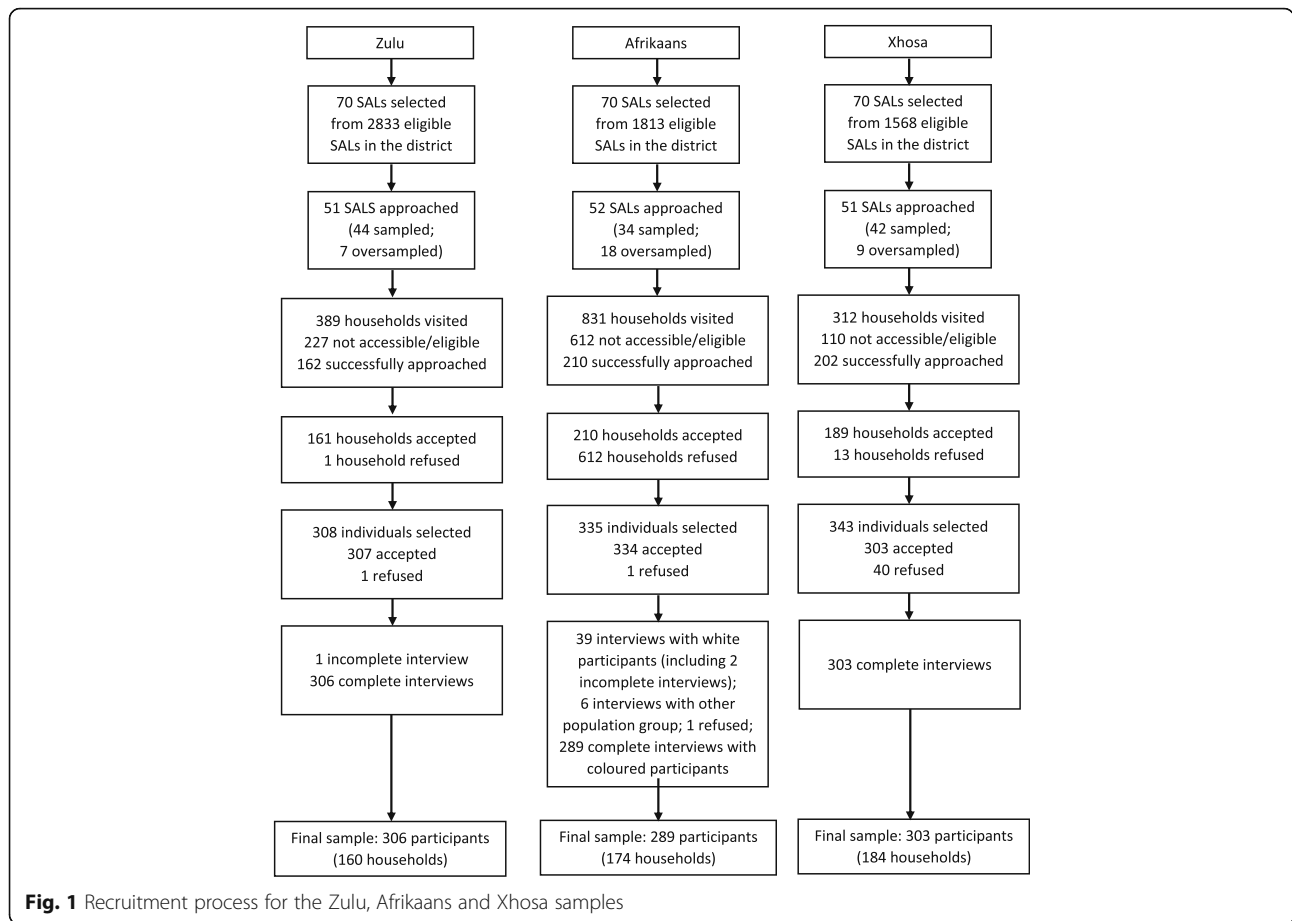 Zulu
70 SALs selected
from 2833 eligible
SALs in the district
51 SALS approached
(44 sampled;
7 oversampled)
389 households visited
227 not accessible/eligible
162 successfully approached
161 households accepted
1 household refused
308 individuals selected
307 accepted
1 refused
1 incomplete interview
306 complete interviews
Final sample: 306 participants
(160 households)
Afrikaans
70 SALs selected
from 1813 eligible
SALs in the district
52 SALs approached
(34 sampled;
18 oversampled)
831 households visited
612 not accessible/eligible
210 successfully approached
210 households accepted
612 households refused
335 individuals selected
334 accepted
1 refused
39 interviews with white
participants (including 2
incomplete interviews);
6 interviews with other
population group; 1 refused;
289 complete interviews with
coloured participants
Final sample: 289 participants
(174 households)
Xhosa
70 SALs selected
from 1568 eligible
SALs in the district
51 SALs approached
(42 sampled;
9 oversampled)
312 households visited
110 not accessible/eligible
202 successfully approached
189 households accepted
13 households refused
343 individuals selected
303 accepted
40 refused
303 complete interviews
Final sample: 303 participants
(184 households)
Fig. 1 Recruitment process for the Zulu, Afrikaans and Xhosa samples